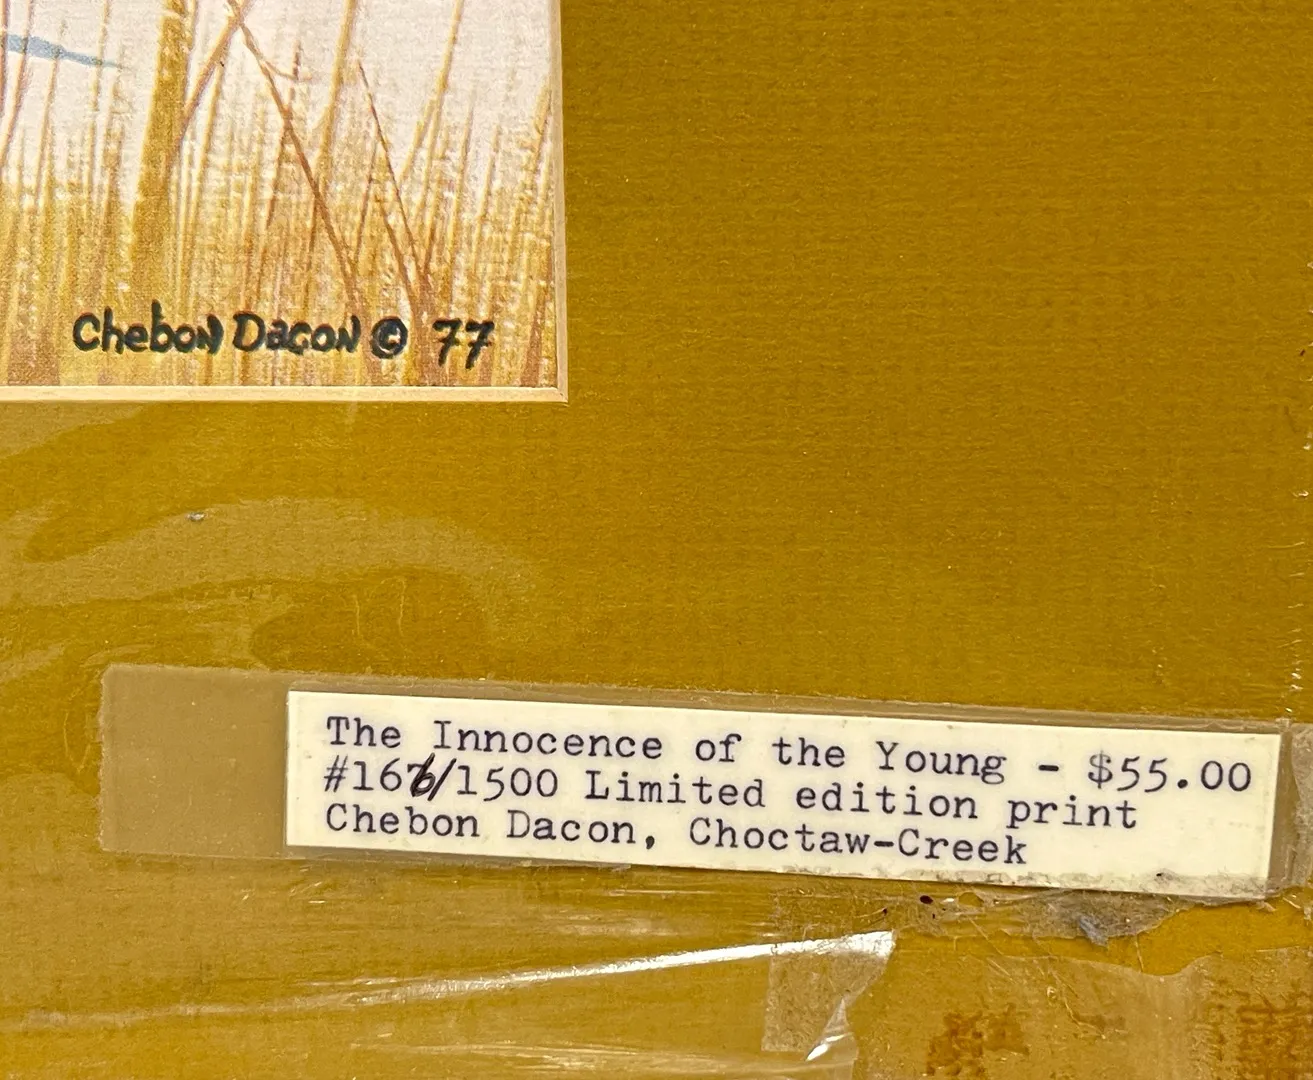 Chebon Dacon © 77
The Innocence of the Young - $55.00
#166/1500 Limited edition print
Chebon Dacon, Choctaw-Creek